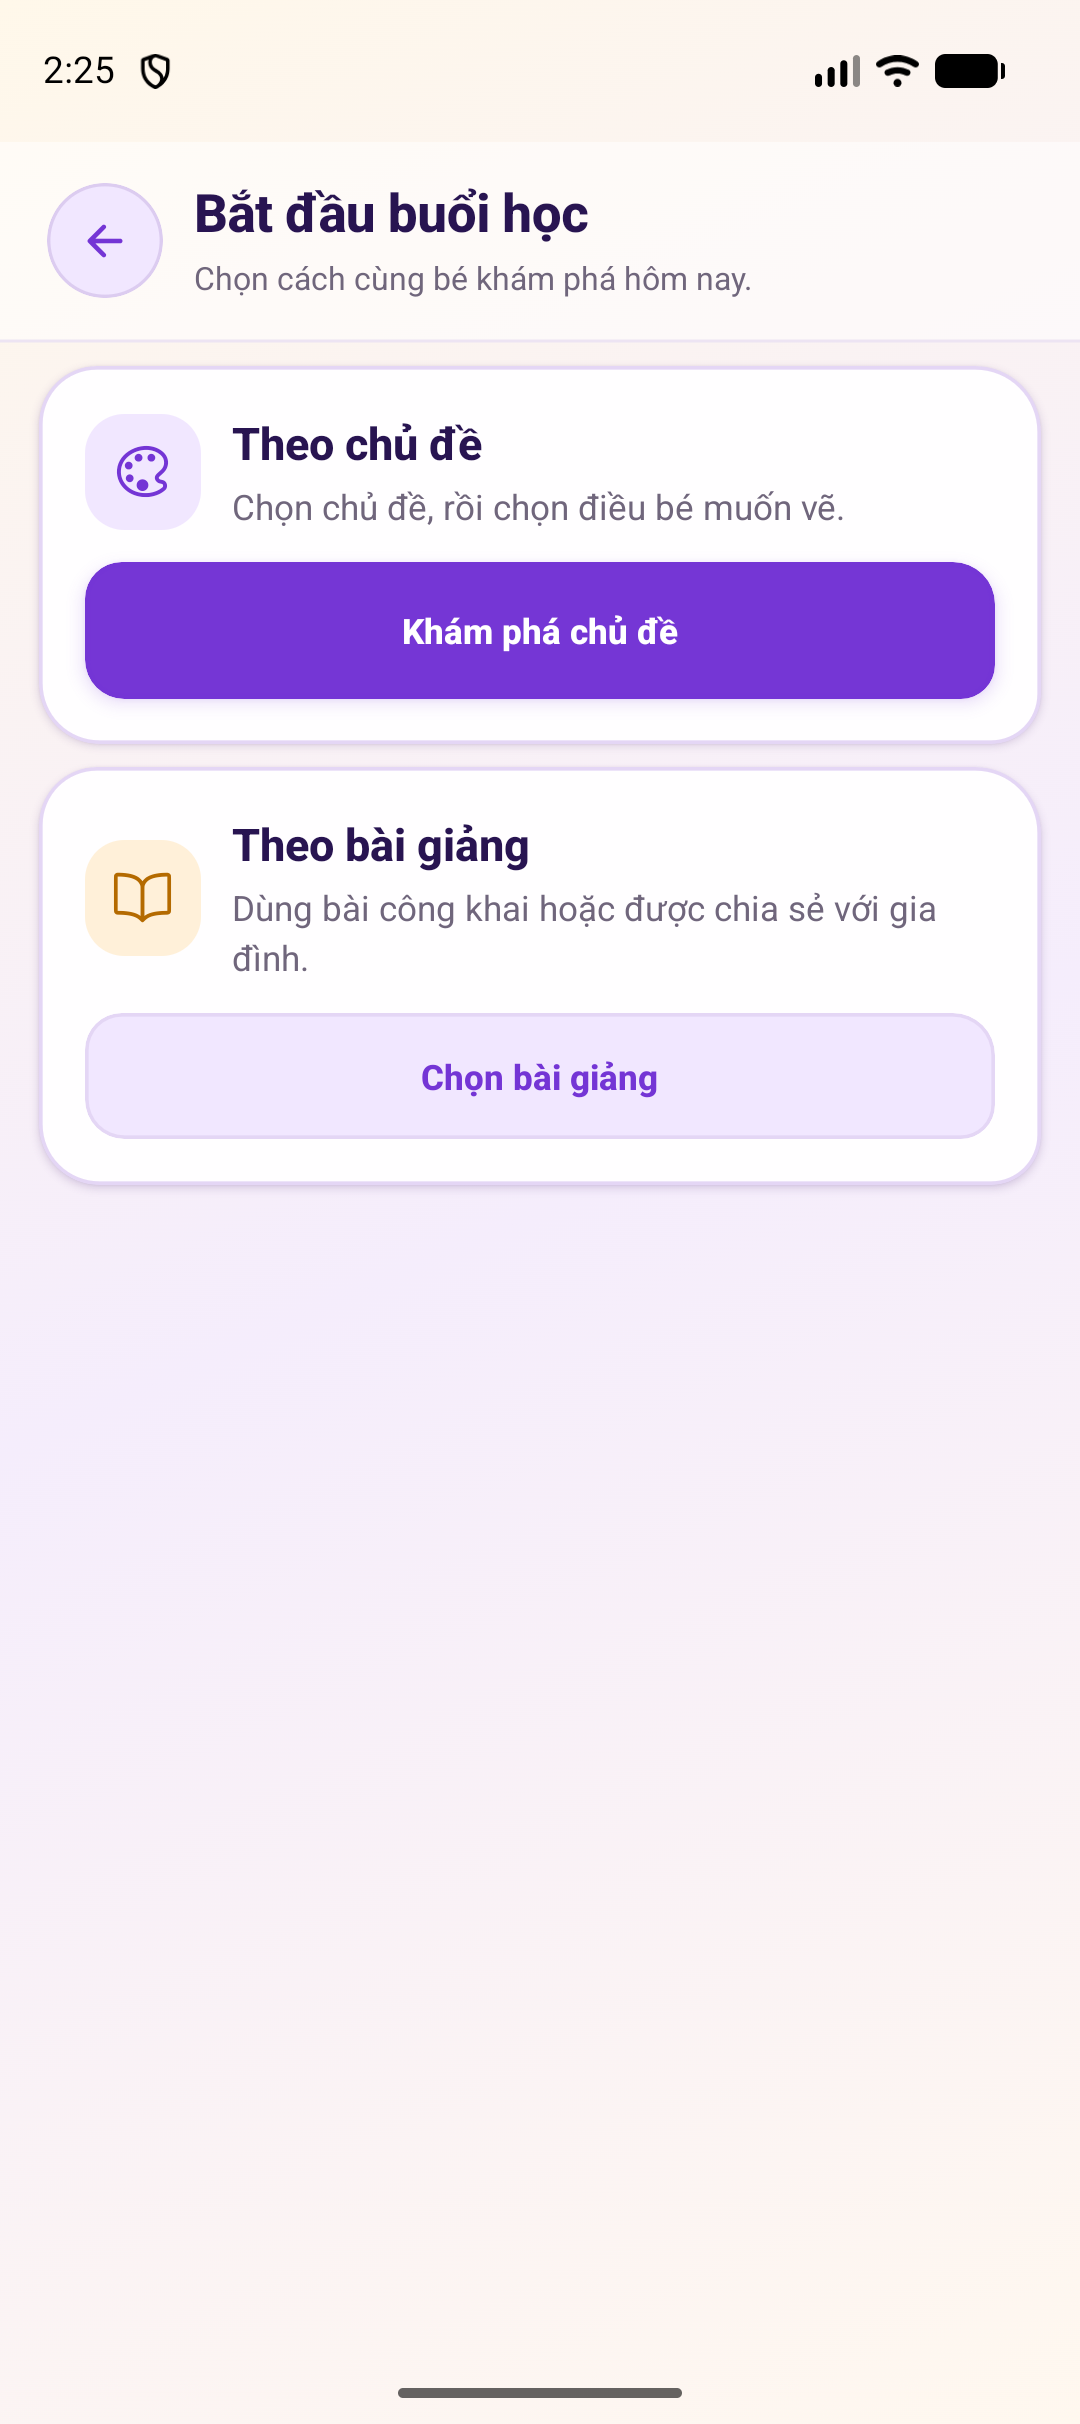 2:25
Bắt đầu buổi học
Chọn cách cùng bé khám phá hôm nay.
Theo chủ đề
Chọn chủ đề, rồi chọn điều bé muốn vẽ.
Khám phá chủ đề
Theo bài giảng
Dùng bài công khai hoặc được chia sẻ với gia
đình.
Chọn bài giảng